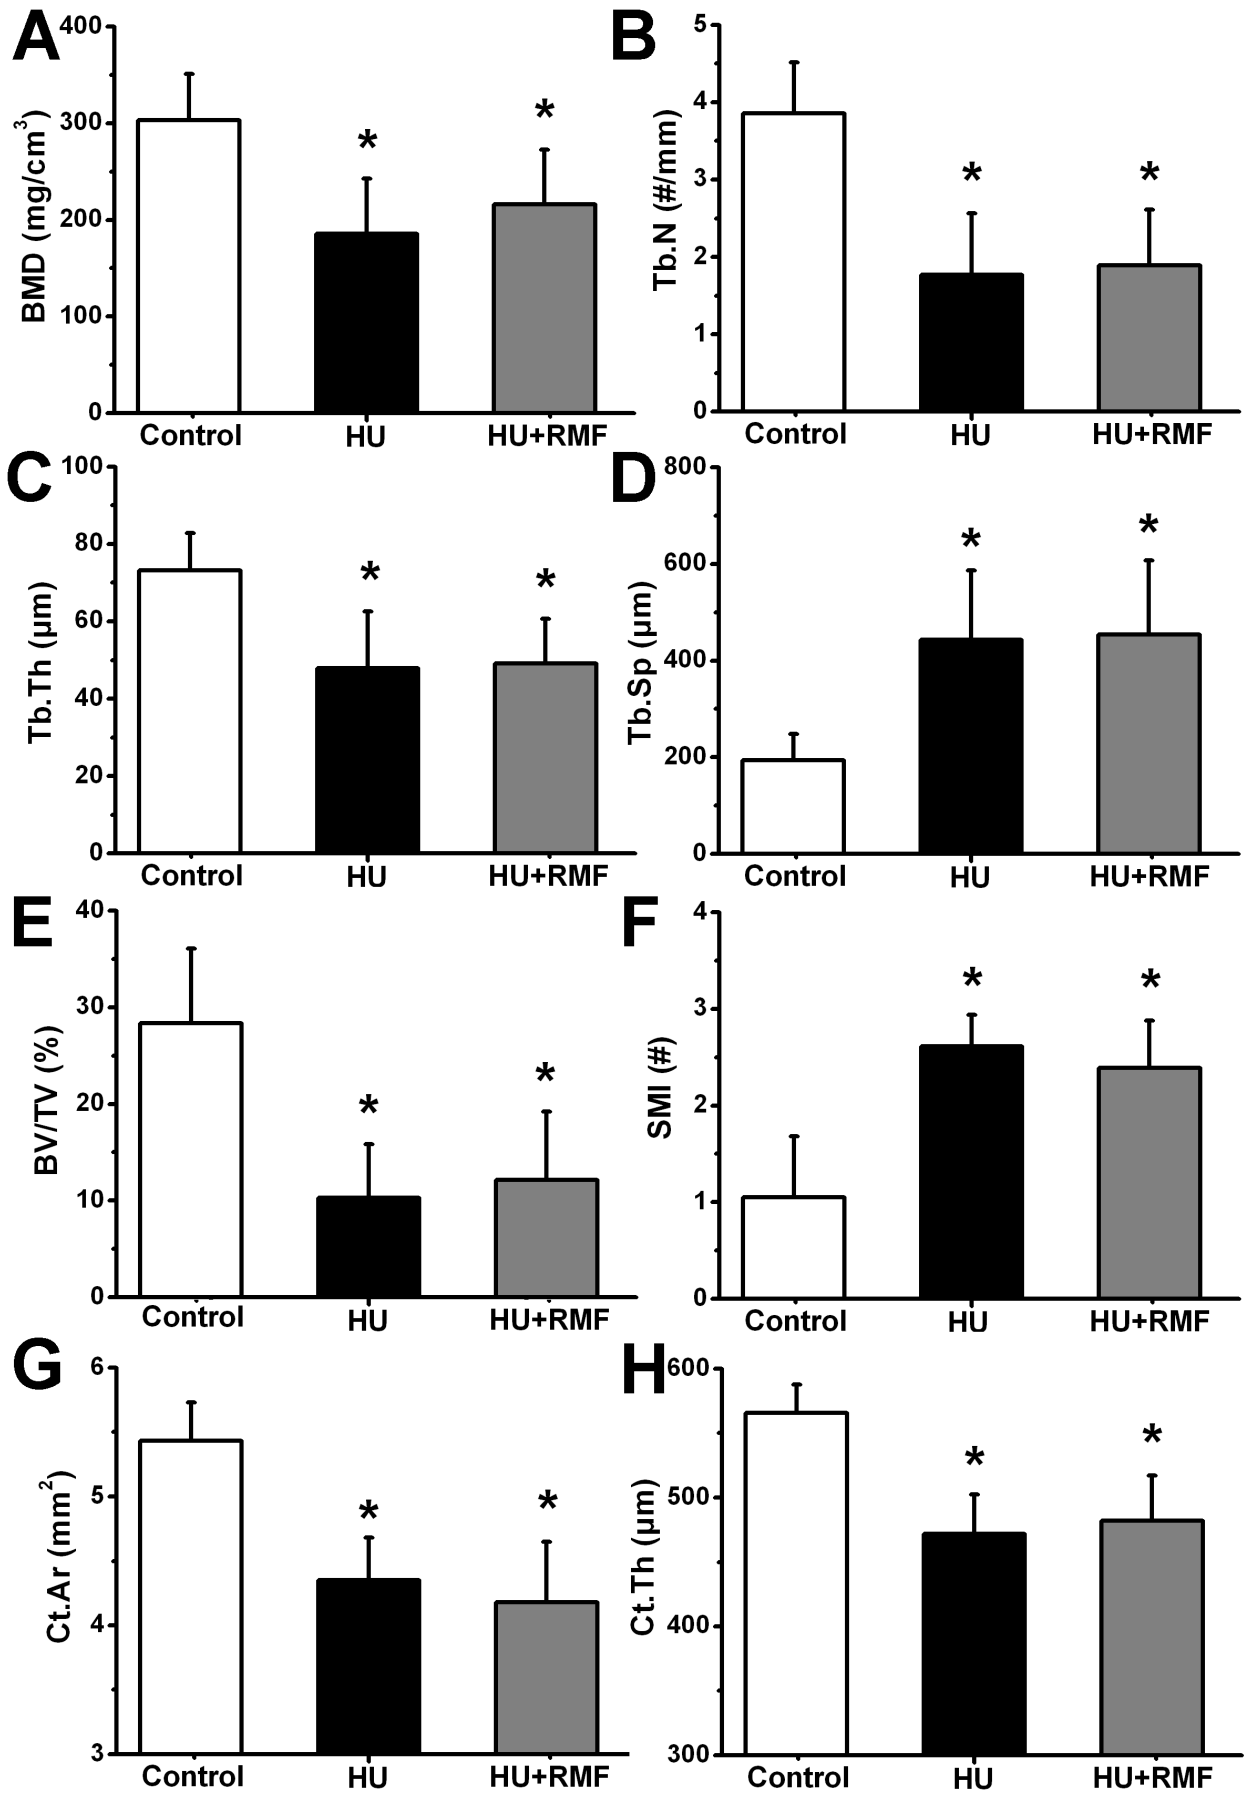 A
BMD (mg/cm³)
400
300
200
100
0
*
*
Control HU HU+RMF
B
Tb.N (#/mm)
5
4
3
2
1
0
*
*
Control HU HU+RMF
C
Tb.Th (µm)
100
80
60
40
20
0
*
*
Control HU HU+RMF
D
Tb.Sp (µm)
800
600
400
200
0
*
*
Control HU HU+RMF
E
BV/TV (%)
40
30
20
10
0
*
*
Control HU HU+RMF
F
SMI (#)
4
3
2
1
0
*
*
Control HU HU+RMF
G
Ct.Ar (mm²)
6
5
4
3
*
*
Control HU HU+RMF
H
Ct.Th (µm)
600
500
400
300
*
*
Control HU HU+RMF